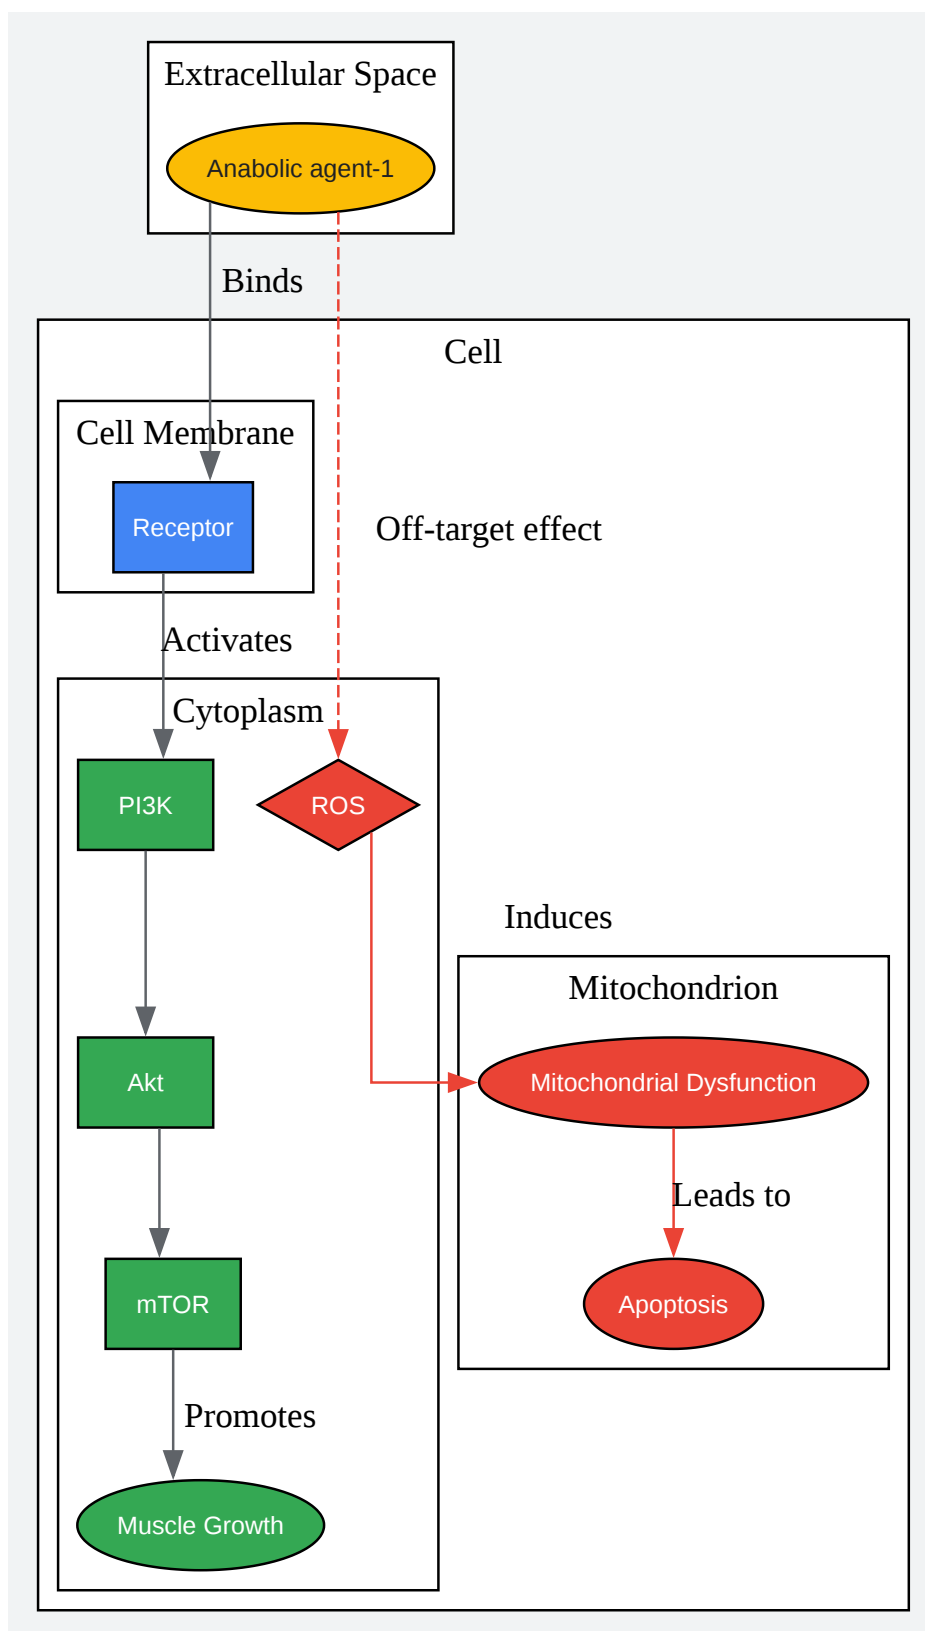 Extracellular Space
Anabolic agent-1
Binds
Cell
Cell Membrane
Receptor
Off-target effect
Activates
Cytoplasm
PI3K
ROS
Induces
Mitochondrion
Akt
Mitochondrial Dysfunction
Leads to
mTOR
Apoptosis
Promotes
Muscle Growth